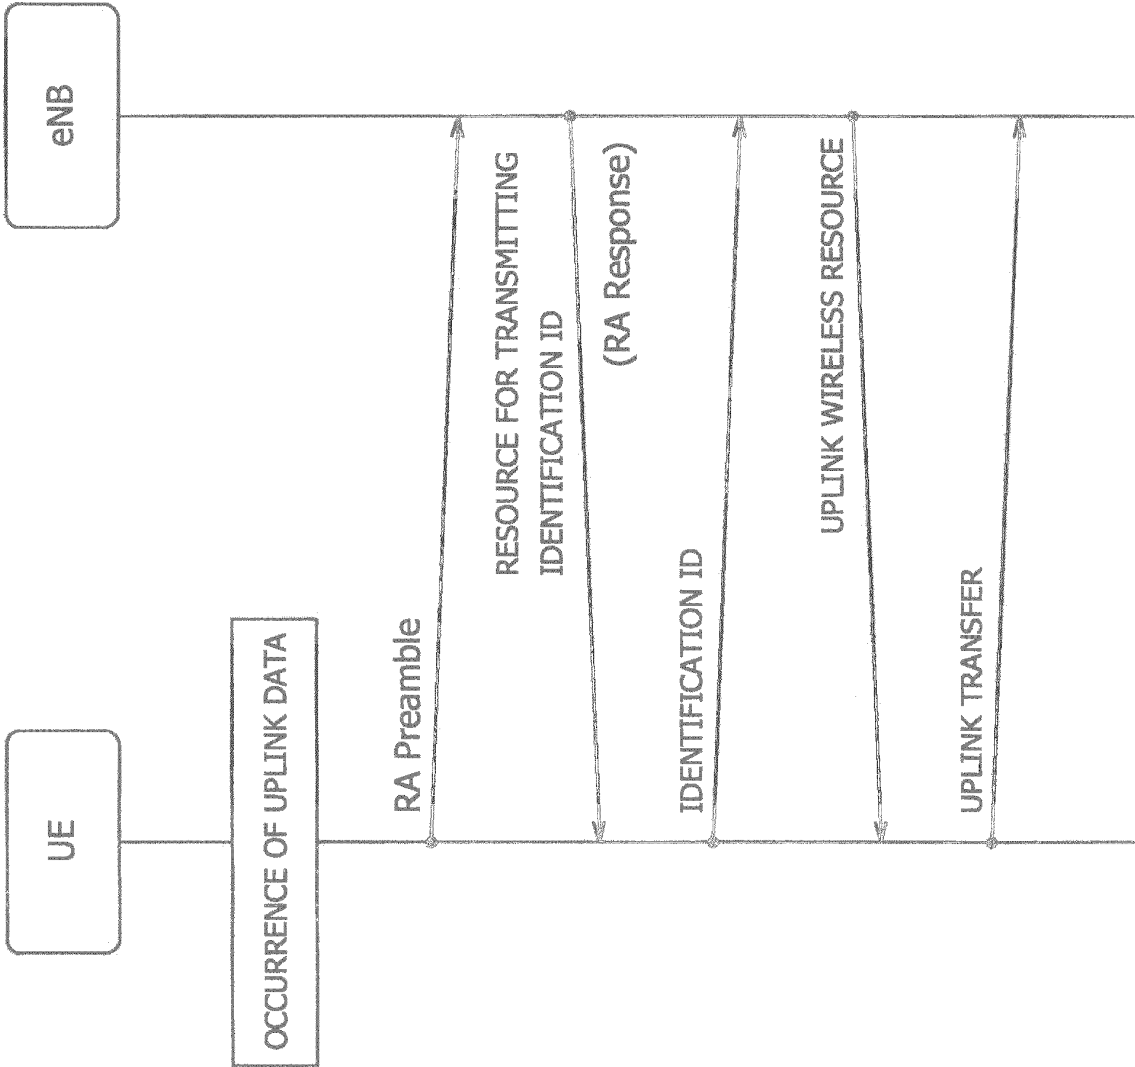 UE
eNB
OCCURRENCE OF UPLINK DATA
RA Preamble
RESOURCE FOR TRANSMITTING
IDENTIFICATION ID
(RA Response)
IDENTIFICATION ID
UPLINK WIRELESS RESOURCE
UPLINK TRANSFER